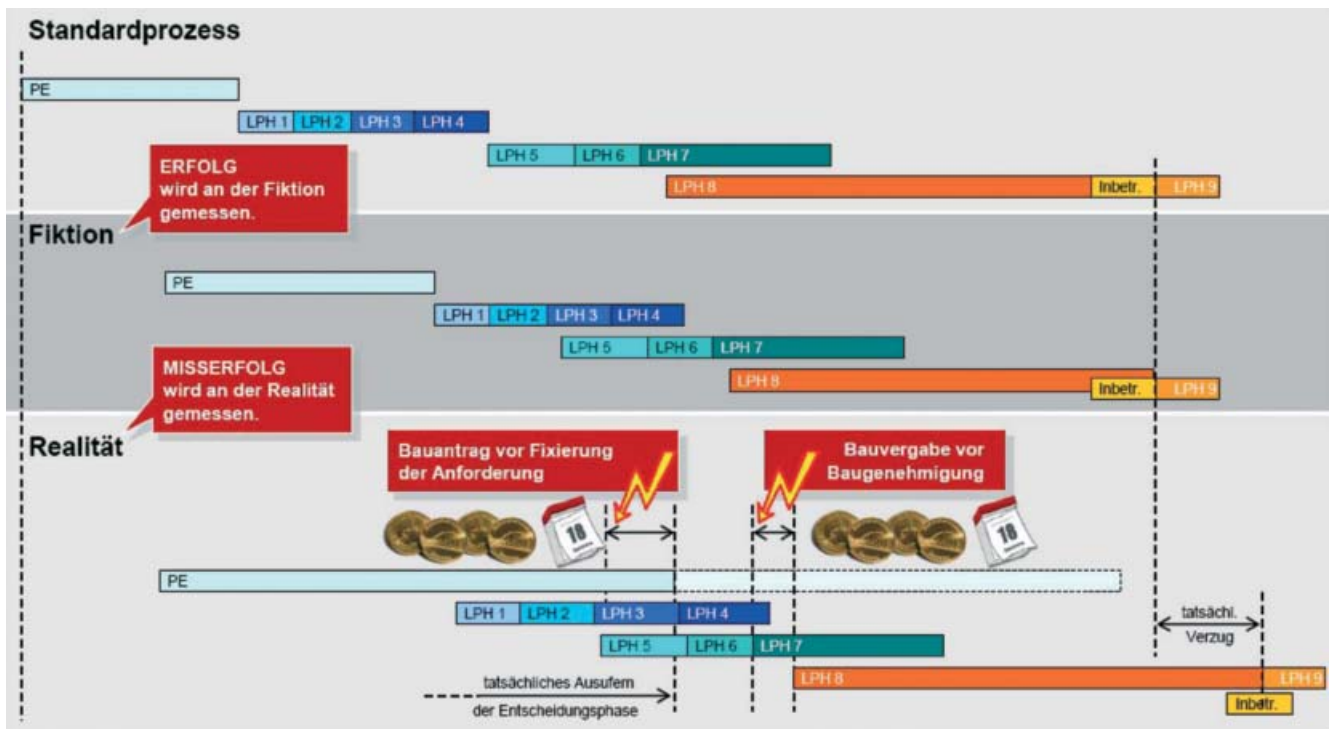 Standardprozess
PE
LPH 1 LPH 2 LPH 3 LPH 4
LPH 5 LPH 6 LPH 7
ERFOLG
wird an der Fiktion
gemessen.
LPH 8 Inbetr. LPH 9
Fiktion
PE
LPH 1 LPH 2 LPH 3 LPH 4
LPH 5 LPH 6 LPH 7
MISSERFOLG
wird an der Realität
gemessen.
LPH 8 Inbetr. LPH 9
Realität
Bauantrag vor Fixierung
der Anforderung
Bauvergabe vor
Baugenehmigung
18
18
PE
LPH 1 LPH 2 LPH 3 LPH 4
LPH 5 LPH 6 LPH 7
tatsächl.
Verzug
LPH 8 LPH 9
tatsächliches Ausufern
der Entscheidungsphase
Inbetr.